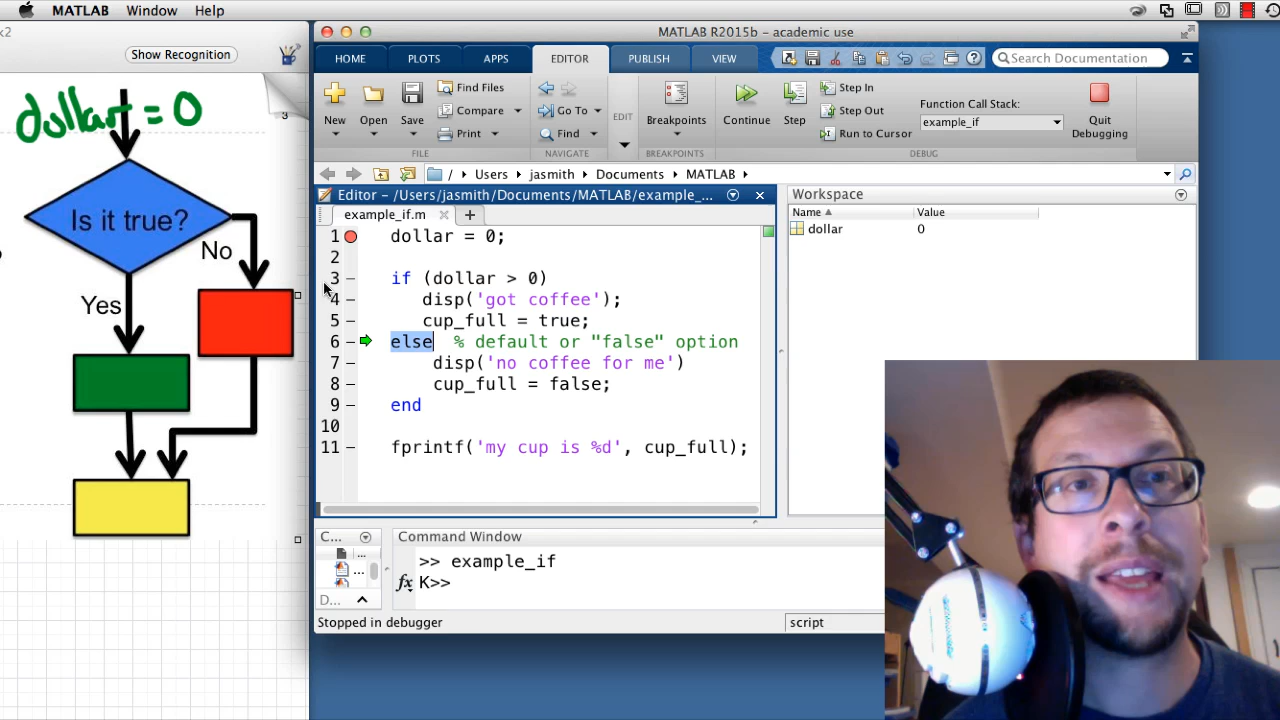 MATLAB Window Help
x2
Show Recognition
dollar = 0
3
Is it true?
No
Yes
MATLAB R2015b - academic use
HOME PLOTS APPS EDITOR PUBLISH VIEW
Search Documentation
New Open Save Find Files Compare Print
Go To Find
EDIT
Breakpoints
Continue Step Step In Step Out Run to Cursor
Function Call Stack:
example_if
Quit Debugging
FILE NAVIGATE BREAKPOINTS DEBUG
/ Users jasmith Documents MATLAB
Editor - /Users/jasmith/Documents/MATLAB/example_...
example_if.m
1 dollar = 0;
2
3 – if (dollar > 0)
4 – disp('got coffee');
5 – cup_full = true;
6 – else % default or "false" option
7 – disp('no coffee for me')
8 – cup_full = false;
9 – end
10
11 – fprintf('my cup is %d', cup_full);
Workspace
Name Value
dollar 0
C...
...
...
D...
Command Window
>> example_if
fx K>>
Stopped in debugger
script